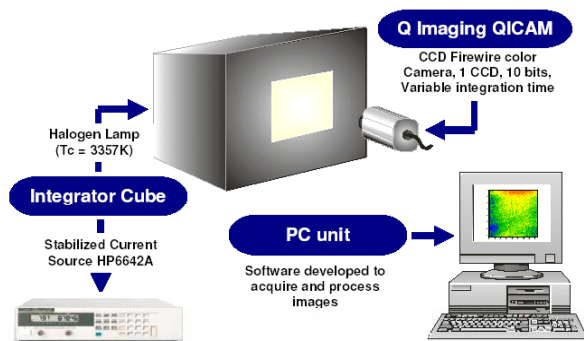 Q Imaging QICAM
CCD Firewire color
Camera, 1 CCD, 10 bits,
Variable integration time
Halogen Lamp
(Tc = 3357K)
Integrator Cube
Stabilized Current
Source HP6642A
PC unit
Software developed to
acquire and process
images